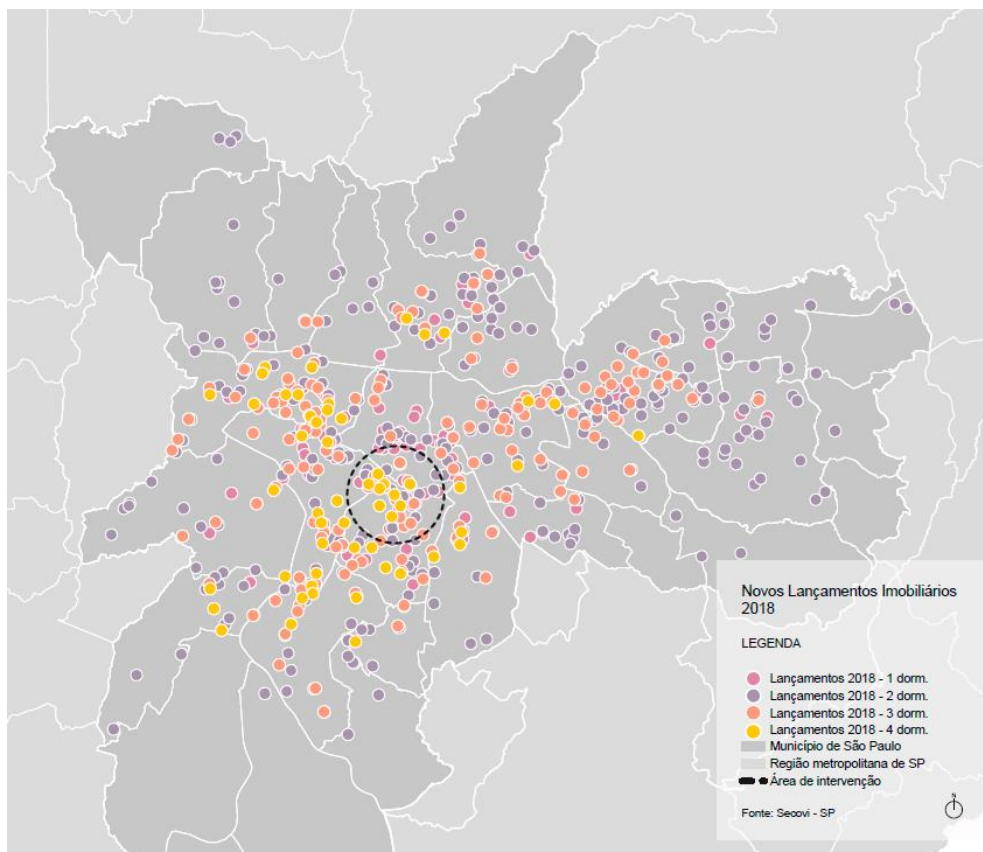 Novos Lançamentos Imobiliários
2018
LEGENDA
Lançamentos 2018 - 1 dorm.
Lançamentos 2018 - 2 dorm.
Lançamentos 2018 - 3 dorm.
Lançamentos 2018 - 4 dorm.
Município de São Paulo
Região metropolitana de SP
Área de intervenção
Fonte: Secovi - SP
N